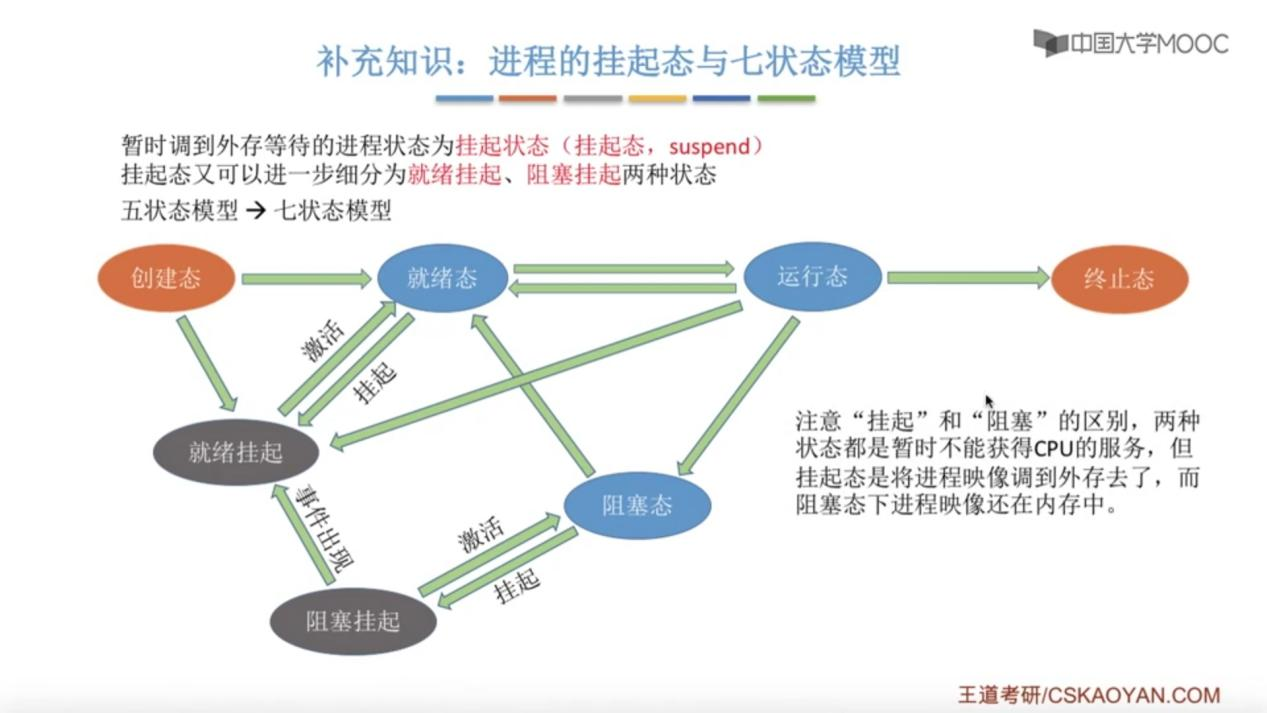 中国大学MOOC
补充知识：进程的挂起态与七状态模型
暂时调到外存等待的进程状态为挂起状态（挂起态，suspend）
挂起态又可以进一步细分为就绪挂起、阻塞挂起两种状态
五状态模型→七状态模型
创建态
就绪态
运行态
终止态
激活
挂起
就绪挂起
注意“挂起”和“阻塞”的区别，两种
状态都是暂时不能获得CPU的服务，但
挂起态是将进程映像调到外存去了，而
阻塞态下进程映像还在内存中。
阻塞态
事件出现
激活
挂起
阻塞挂起
王道考研/CSKAOYAN.COM